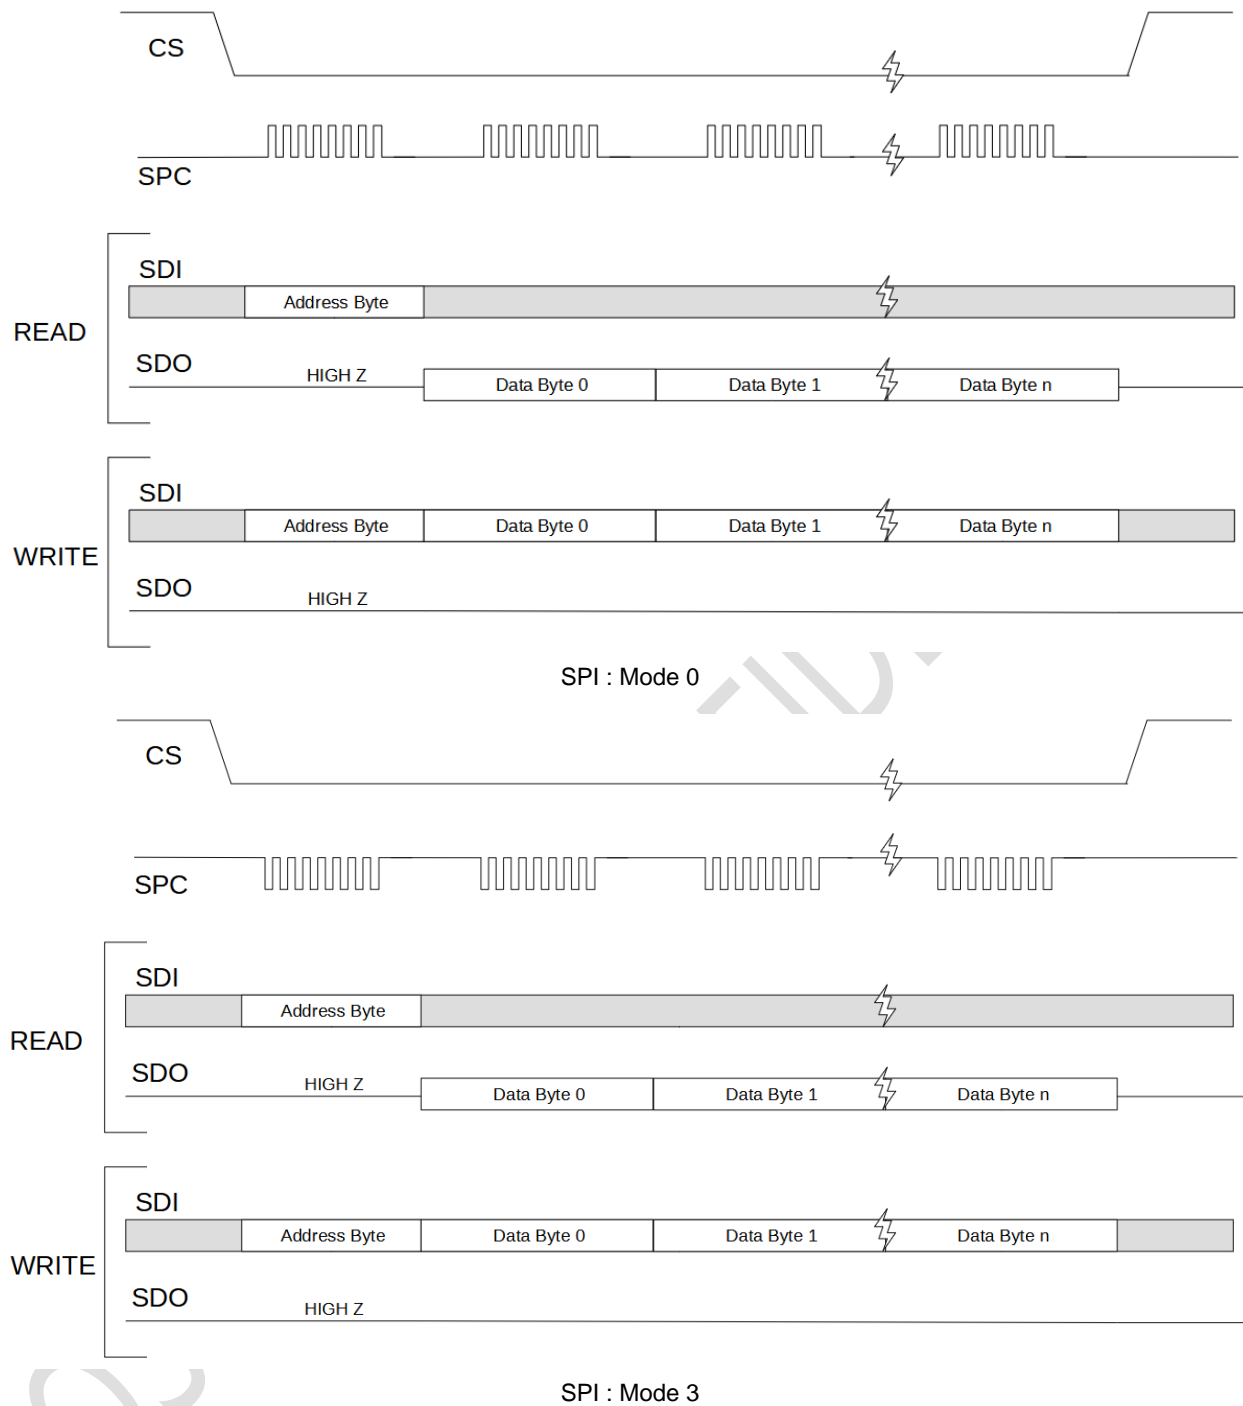 CS
SPC
READ
SDI
Address Byte
SDO
HIGH Z
Data Byte 0
Data Byte 1
Data Byte n
WRITE
SDI
Address Byte
Data Byte 0
Data Byte 1
Data Byte n
SDO
HIGH Z
SPI : Mode 0
CS
SPC
READ
SDI
Address Byte
SDO
HIGH Z
Data Byte 0
Data Byte 1
Data Byte n
WRITE
SDI
Address Byte
Data Byte 0
Data Byte 1
Data Byte n
SDO
HIGH Z
SPI : Mode 3